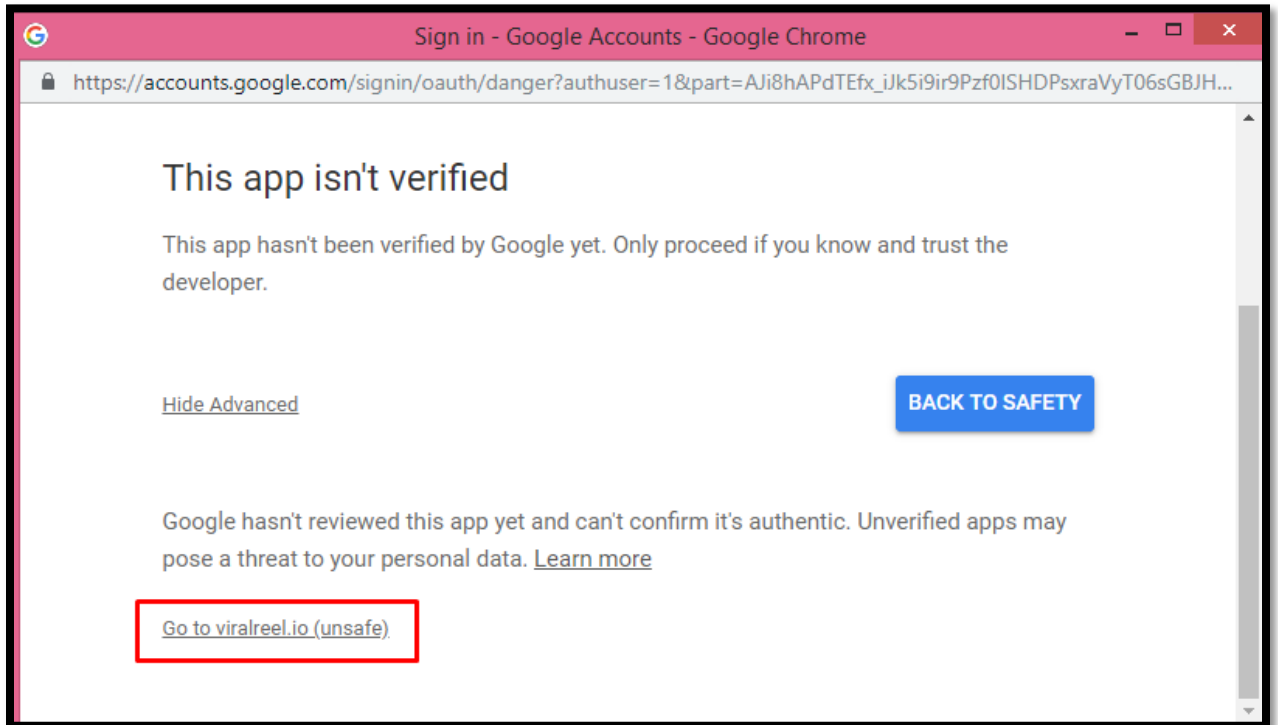 Sign in - Google Accounts - Google Chrome
https://accounts.google.com/signin/oauth/danger?authuser=1&part=AJi8hAPdTEfx_iJk5i9ir9Pzf0ISHDPsxraVyT06sGBJH...
This app isn't verified
This app hasn't been verified by Google yet. Only proceed if you know and trust the
developer.
Hide Advanced
BACK TO SAFETY
Google hasn't reviewed this app yet and can't confirm it's authentic. Unverified apps may
pose a threat to your personal data. Learn more
Go to viralreel.io (unsafe)